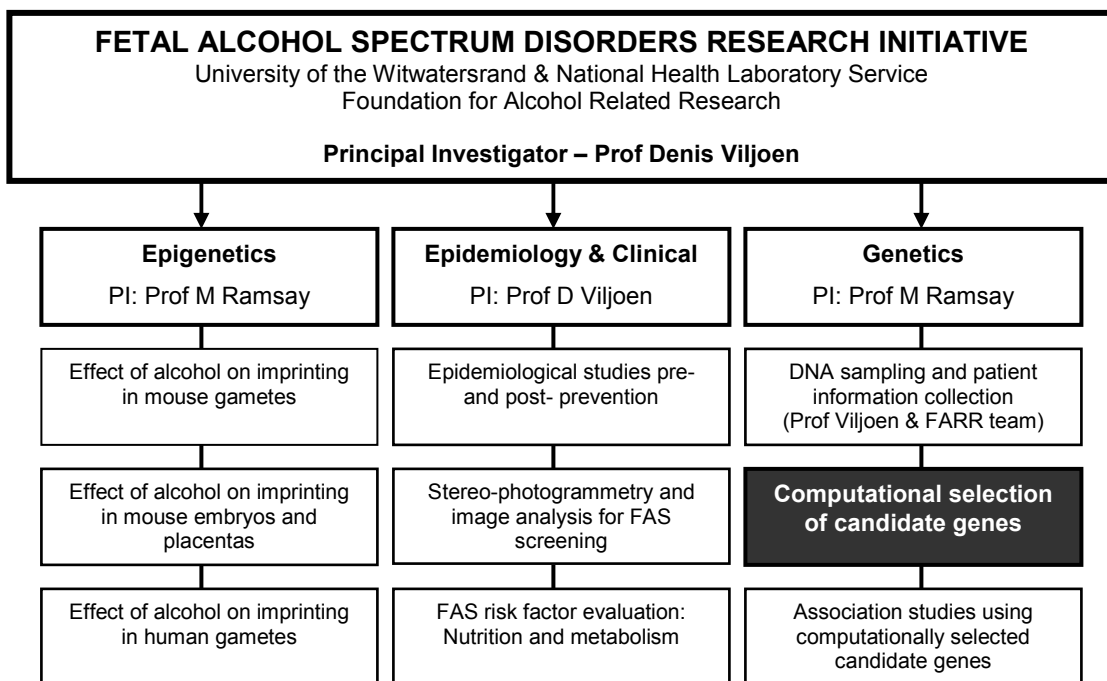 FETAL ALCOHOL SPECTRUM DISORDERS RESEARCH INITIATIVE
University of the Witwatersrand & National Health Laboratory Service
Foundation for Alcohol Related Research
Principal Investigator – Prof Denis Viljoen
Epigenetics
PI: Prof M Ramsay
Effect of alcohol on imprinting
in mouse gametes
Effect of alcohol on imprinting
in mouse embryos and
placentas
Effect of alcohol on imprinting
in human gametes
Epidemiology & Clinical
PI: Prof D Viljoen
Epidemiological studies pre-
and post- prevention
Stereo-photogrammetry and
image analysis for FAS
screening
FAS risk factor evaluation:
Nutrition and metabolism
Genetics
PI: Prof M Ramsay
DNA sampling and patient
information collection
(Prof Viljoen & FARR team)
Computational selection
of candidate genes
Association studies using
computationally selected
candidate genes